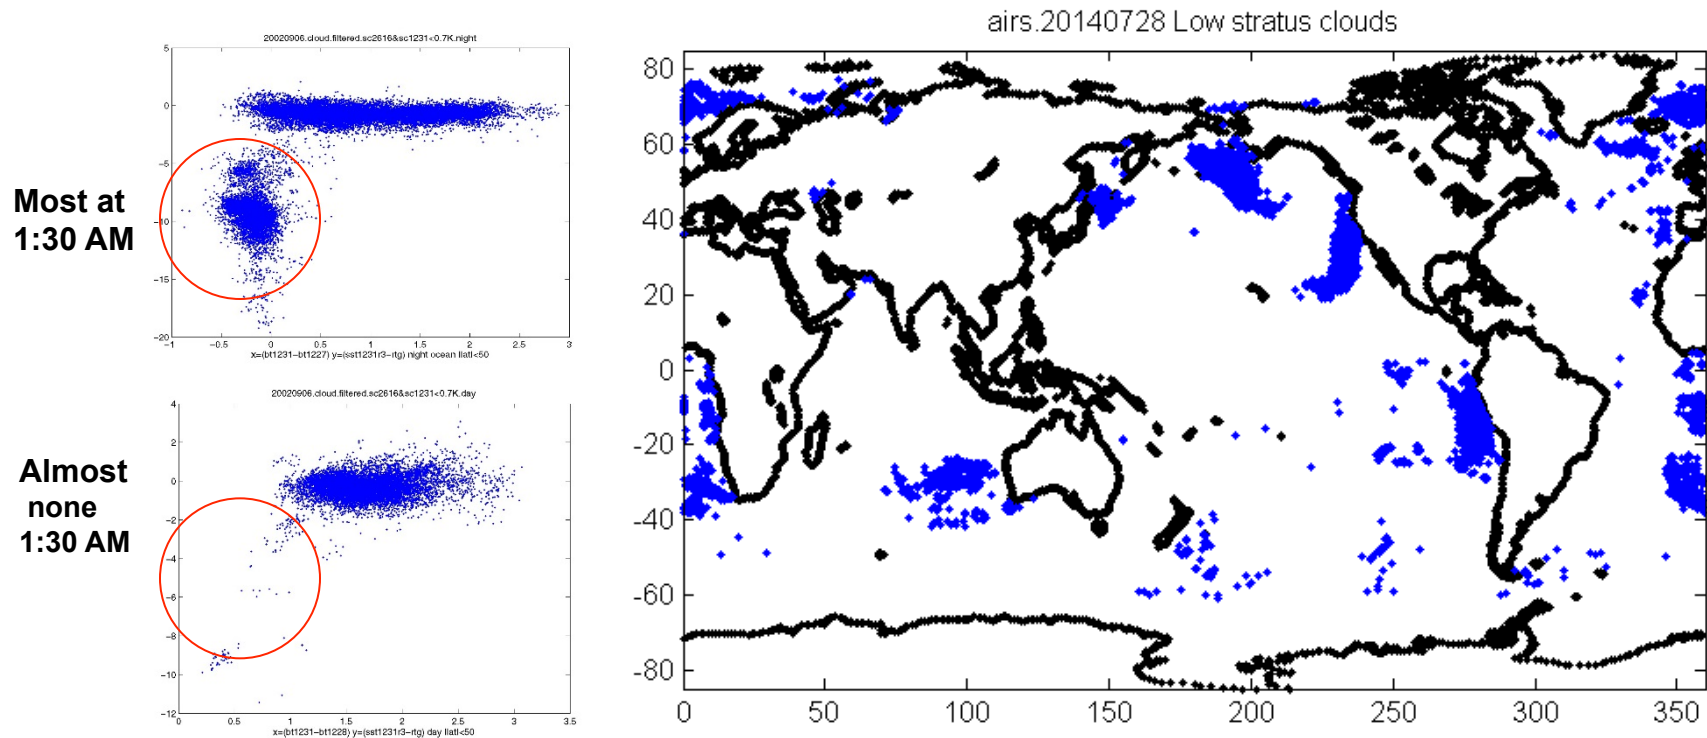 20020906.cloud.filtered.sc2616&sc1231<0.7K.night
5
0
-5
-10
-15
-20
-1 -0.5 0 0.5 1 1.5 2 2.5 3
x=(bt1231-bt1227) y=(sst1231r3-rtg) night ocean llatl<50
Most at
1:30 AM
20020906.cloud.filtered.sc2616&sc1231<0.7K.day
4
2
0
-2
-4
-6
-8
-10
-12
0 0.5 1 1.5 2 2.5 3 3.5
x=(bt1231-bt1228) y=(sst1231r3-rtg) day llatl<50
Almost
none
1:30 AM
airs.20140728 Low stratus clouds
80
60
40
20
0
-20
-40
-60
-80
0 50 100 150 200 250 300 350